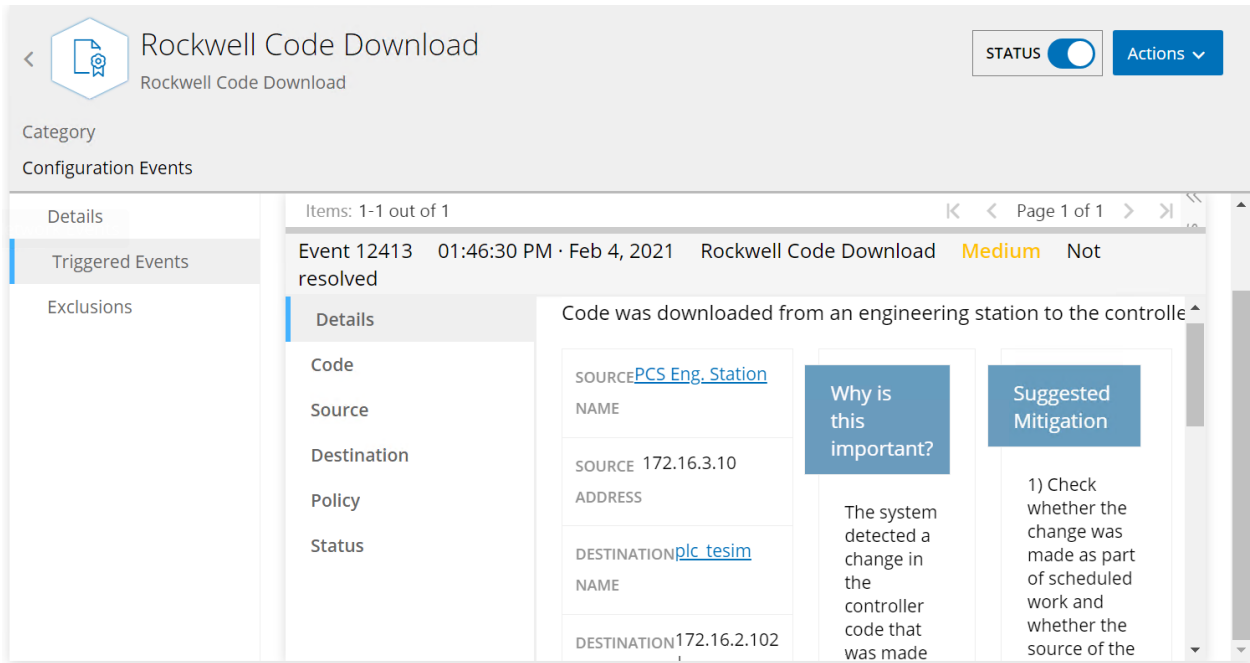 Rockwell Code Download
Rockwell Code Download
STATUS
Actions
Category
Configuration Events
Details
Triggered Events
Exclusions
Items: 1-1 out of 1
Page 1 of 1
Event 12413 01:46:30 PM · Feb 4, 2021 Rockwell Code Download Medium Not
resolved
Details
Code
Source
Destination
Policy
Status
Code was downloaded from an engineering station to the controlle
SOURCE PCS Eng. Station
NAME
SOURCE 172.16.3.10
ADDRESS
DESTINATION plc tesim
NAME
DESTINATION 172.16.2.102
Why is
this
important?
The system
detected a
change in
the
controller
code that
was made
Suggested
Mitigation
1) Check
whether the
change was
made as part
of scheduled
work and
whether the
source of the